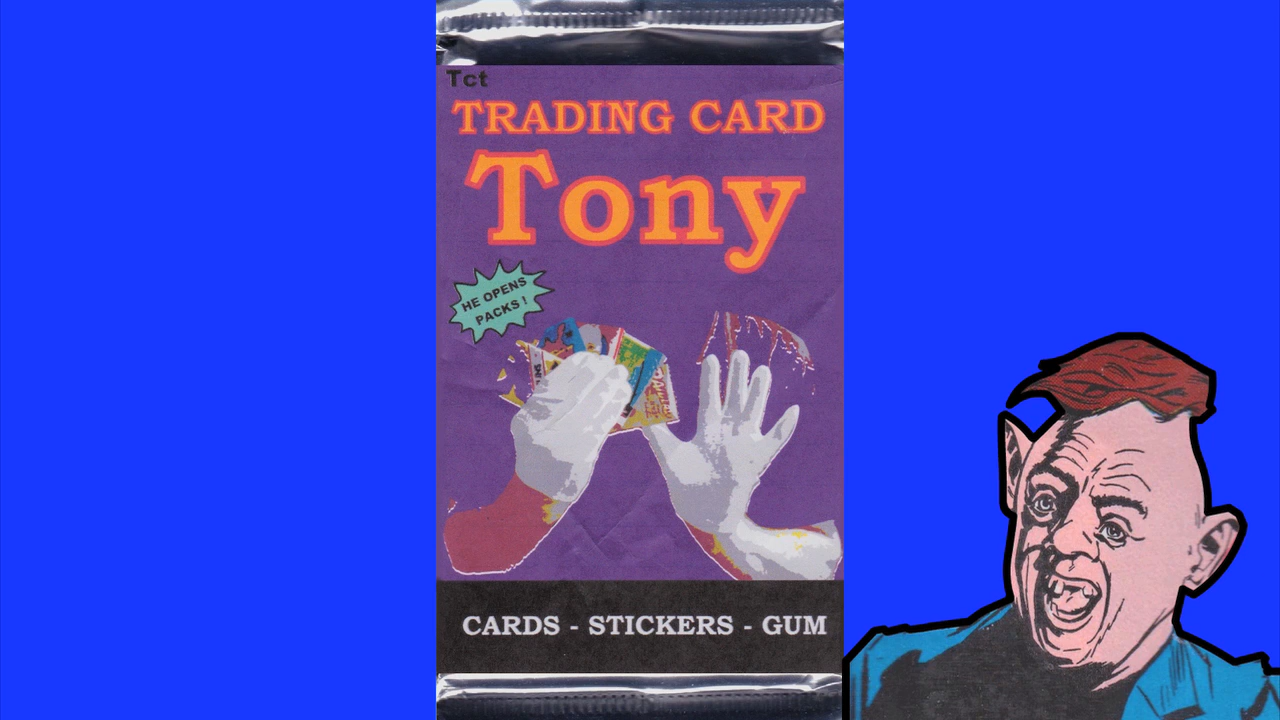 Tct
TRADING CARD
Tony
HE OPENS
PACKS!
CARDS - STICKERS - GUM